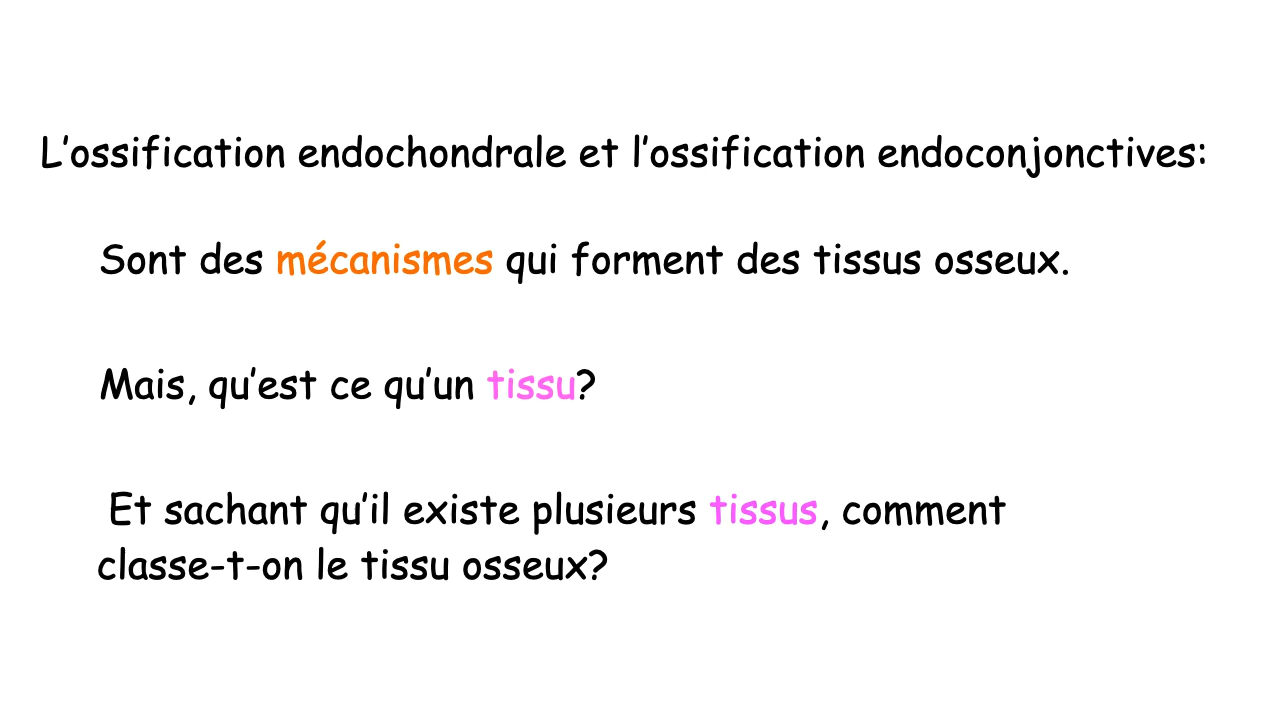 L’ossification endochondrale et l’ossification endoconjonctives:
Sont des mécanismes qui forment des tissus osseux.
Mais, qu’est ce qu’un tissu?
Et sachant qu’il existe plusieurs tissus, comment
classe-t-on le tissu osseux?